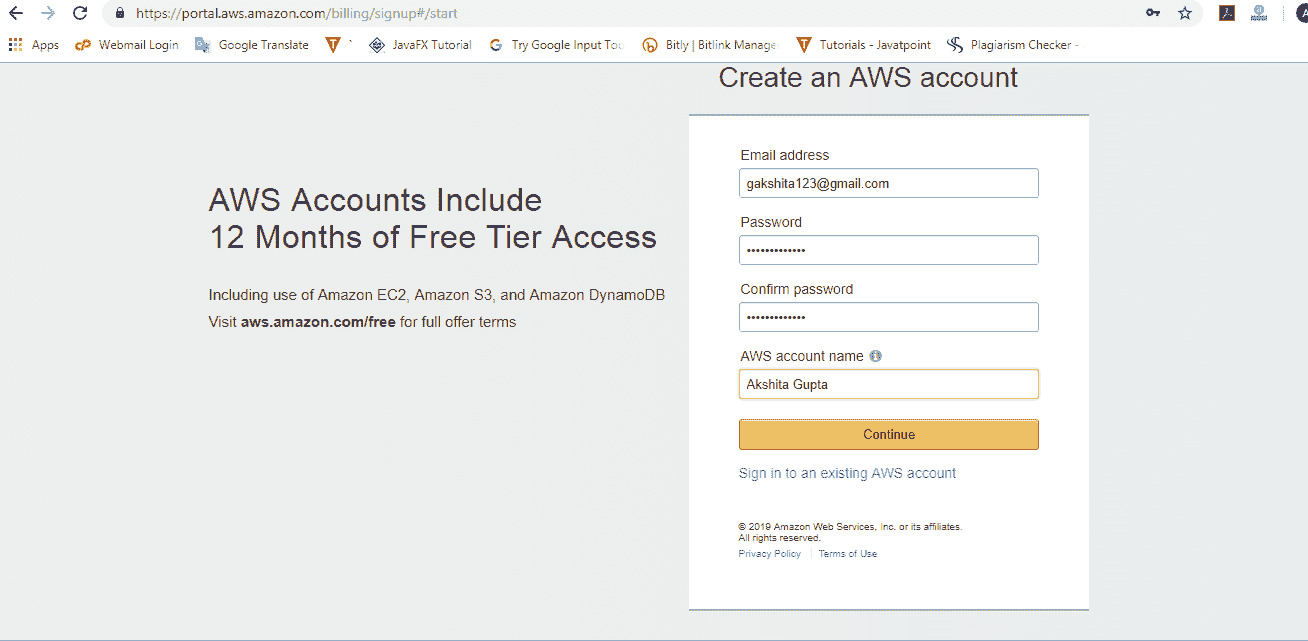 https://portal.aws.amazon.com/billing/signup#/start
Apps Webmail Login Google Translate JavaFX Tutorial Try Google Input Too Bitly | Bitlink Manage Tutorials - Javatpoint Plagiarism Checker -
Create an AWS account
AWS Accounts Include
12 Months of Free Tier Access
Including use of Amazon EC2, Amazon S3, and Amazon DynamoDB
Visit aws.amazon.com/free for full offer terms
Email address
gakshita123@gmail.com
Password
•••••••••••••
Confirm password
•••••••••••••
AWS account name
Akshita Gupta
Continue
Sign in to an existing AWS account
© 2019 Amazon Web Services, Inc. or its affiliates.
All rights reserved.
Privacy Policy | Terms of Use